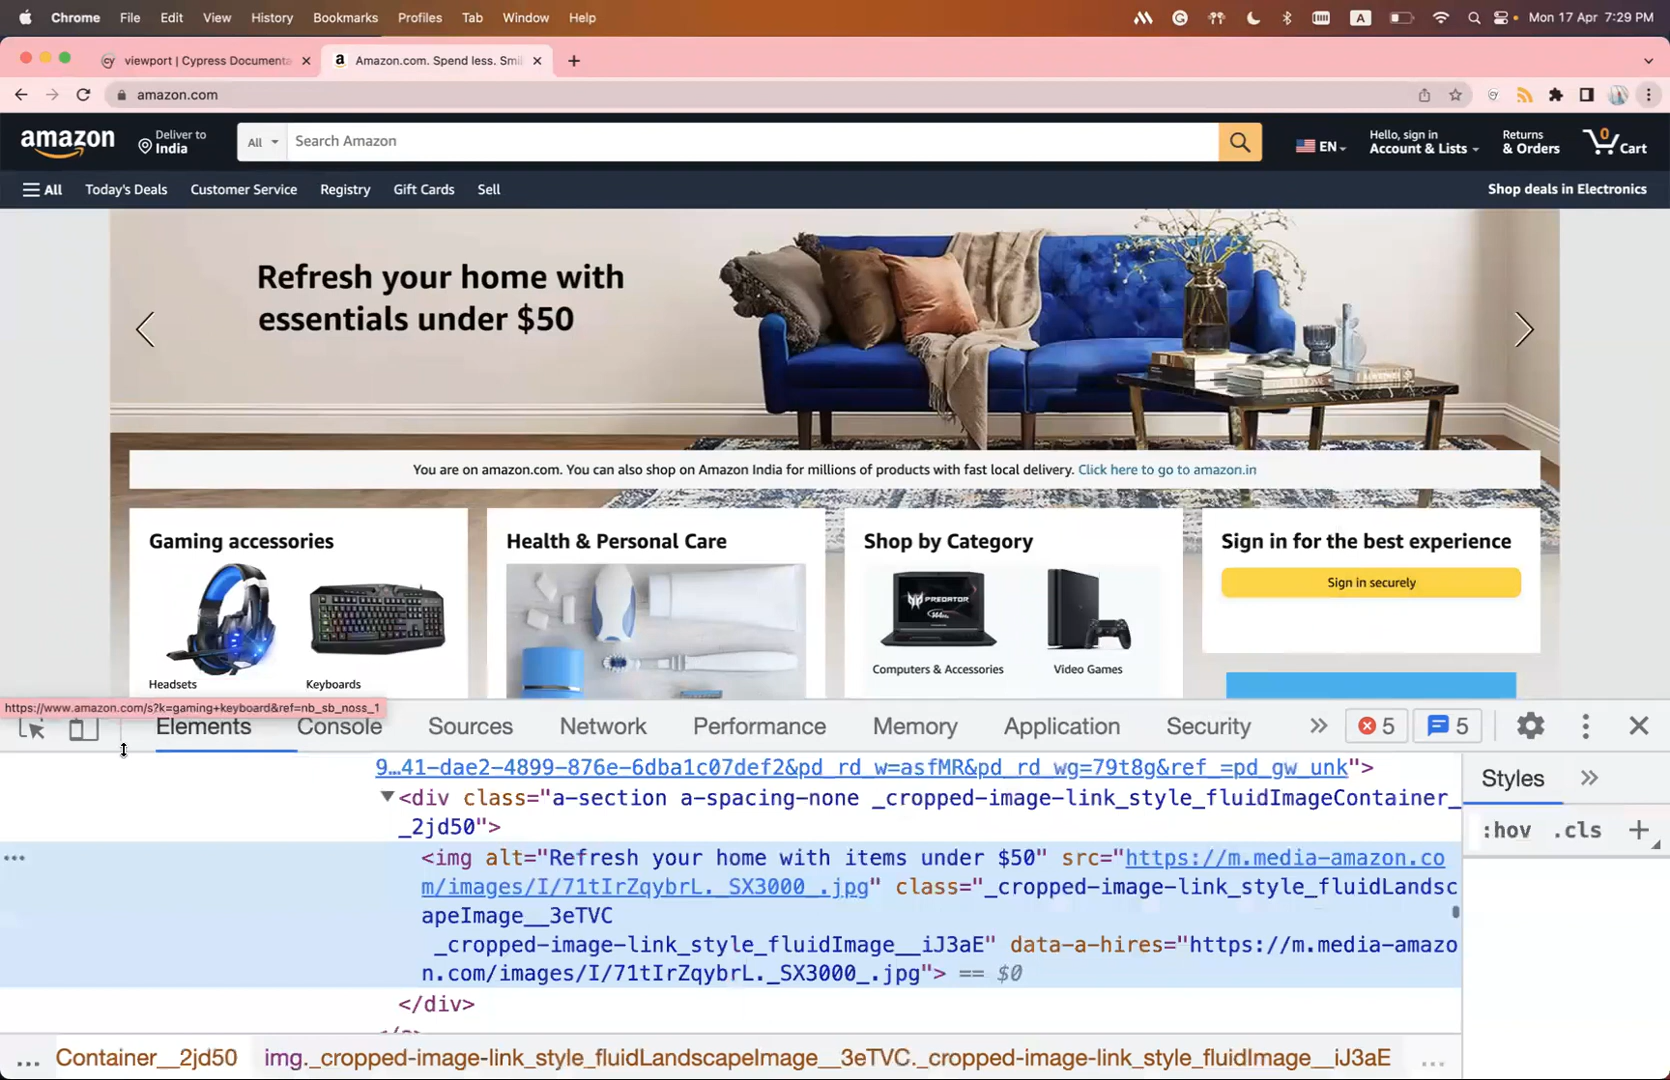 Chrome File Edit View History Bookmarks Profiles Tab Window Help A Mon 17 Apr 7:29 PM
cy viewport | Cypress Documenta a Amazon.com. Spend less. Smi
amazon.com
amazon Deliver to India All Search Amazon EN Hello, sign in Account & Lists Returns & Orders 0 Cart
All Today's Deals Customer Service Registry Gift Cards Sell Shop deals in Electronics
Refresh your home with
essentials under $50
You are on amazon.com. You can also shop on Amazon India for millions of products with fast local delivery. Click here to go to amazon.in
Gaming accessories Health & Personal Care Shop by Category Sign in for the best experience
Sign in securely
PREDATOR
Computers & Accessories Video Games
Headsets Keyboards
https://www.amazon.com/s?k=gaming+keyboard&ref=nb_sb_noss_1
Elements Console Sources Network Performance Memory Application Security » 5 5
9…41-dae2-4899-876e-6dba1c07def2&pd_rd_w=asfMR&pd_rd_wg=79t8g&ref_=pd_gw_unk">
<div class="a-section a-spacing-none _cropped-image-link_style_fluidImageContainer_
_2jd50">
<img alt="Refresh your home with items under $50" src="https://m.media-amazon.co
m/images/I/71tIrZqybrL._SX3000_.jpg" class="_cropped-image-link_style_fluidLandsc
apeImage__3eTVC
_cropped-image-link_style_fluidImage__iJ3aE" data-a-hires="https://m.media-amazo
n.com/images/I/71tIrZqybrL._SX3000_.jpg"> == $0
</div>
Styles »
:hov .cls +
... Container__2jd50 img._cropped-image-link_style_fluidLandscapeImage__3eTVC._cropped-image-link_style_fluidImage__iJ3aE ...